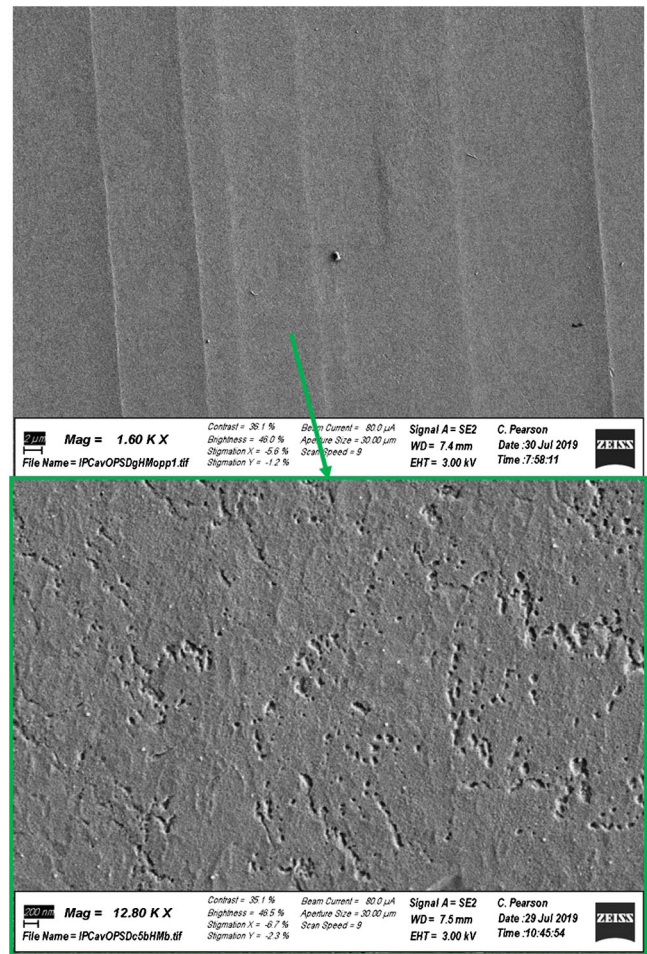 2 µm Mag = 1.60 K X Contrast = 36.1 % Beam Current = 80.0 µA Signal A = SE2 C. Pearson
Brightness = 46.0 % Aperture Size = 30.00 µm WD = 7.4 mm Date :30 Jul 2019 ZEISS
Stigmation X = -5.6 % Scan Speed = 9
File Name = IPCavOPSDgHMopp1.tif Stigmation Y = -1.2 % EHT = 3.00 kV Time :7:58:11
200 nm Mag = 12.80 K X Contrast = 35.1 % Beam Current = 80.0 µA Signal A = SE2 C. Pearson
Brightness = 46.5 % Aperture Size = 30.00 µm WD = 7.5 mm Date :29 Jul 2019 ZEISS
Stigmation X = -6.7 % Scan Speed = 9
File Name = IPCavOPSDc5bHMb.tif Stigmation Y = -2.3 % EHT = 3.00 kV Time :10:45:54